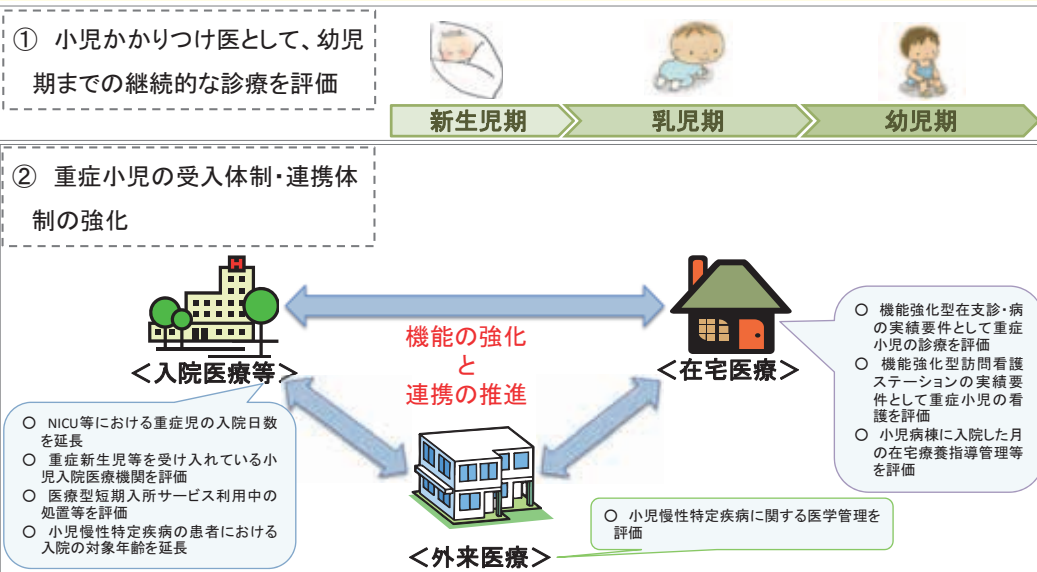 ① 小児かかりつけ医として、幼児
期までの継続的な診療を評価
新生児期
乳児期
幼児期
② 重症小児の受入体制・連携体
制の強化
H
機能の強化
と
連携の推進
＜入院医療等＞
＜在宅医療＞
○ 機能強化型在支診・病
の実績要件として重症
小児の診療を評価
○ 機能強化型訪問看護
ステーションの実績要
件として重症小児の看
護を評価
○ 小児病棟に入院した月
の在宅療養指導管理等
を評価
○ NICU等における重症児の入院日数
を延長
○ 重症新生児等を受け入れている小
児入院医療機関を評価
○ 医療型短期入所サービス利用中の
処置等を評価
○ 小児慢性特定疾病の患者における
入院の対象年齢を延長
○ 小児慢性特定疾病に関する医学管理を
評価
＜外来医療＞